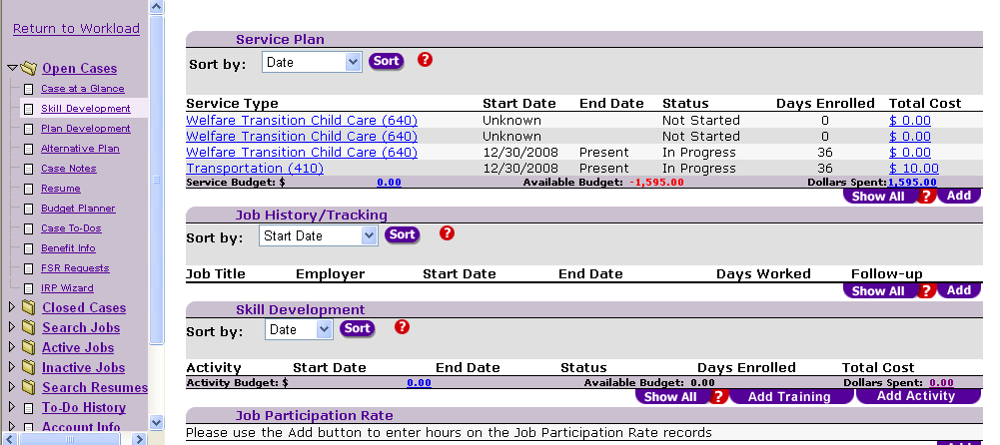 Return to Workload
Open Cases
Case at a Glance
Skill Development
Plan Development
Alternative Plan
Case Notes
Resume
Budget Planner
Case To-Dos
Benefit Info
FSR Requests
IRP Wizard
Closed Cases
Search Jobs
Active Jobs
Inactive Jobs
Search Resumes
To-Do History
Account Info
Service Plan
Sort by: Date Sort ?
Service Type Start Date End Date Status Days Enrolled Total Cost
Welfare Transition Child Care (640) Unknown Not Started 0 $ 0.00
Welfare Transition Child Care (640) Unknown Not Started 0 $ 0.00
Welfare Transition Child Care (640) 12/30/2008 Present In Progress 36 $ 0.00
Transportation (410) 12/30/2008 Present In Progress 36 $ 10.00
Service Budget: $ 0.00 Available Budget: -1,595.00 Dollars Spent:1,595.00
Show All ? Add
Job History/Tracking
Sort by: Start Date Sort ?
Job Title Employer Start Date End Date Days Worked Follow-up
Show All ? Add
Skill Development
Sort by: Date Sort ?
Activity Start Date End Date Status Days Enrolled Total Cost
Activity Budget: $ 0.00 Available Budget: 0.00 Dollars Spent: 0.00
Show All ? Add Training Add Activity
Job Participation Rate
Please use the Add button to enter hours on the Job Participation Rate records